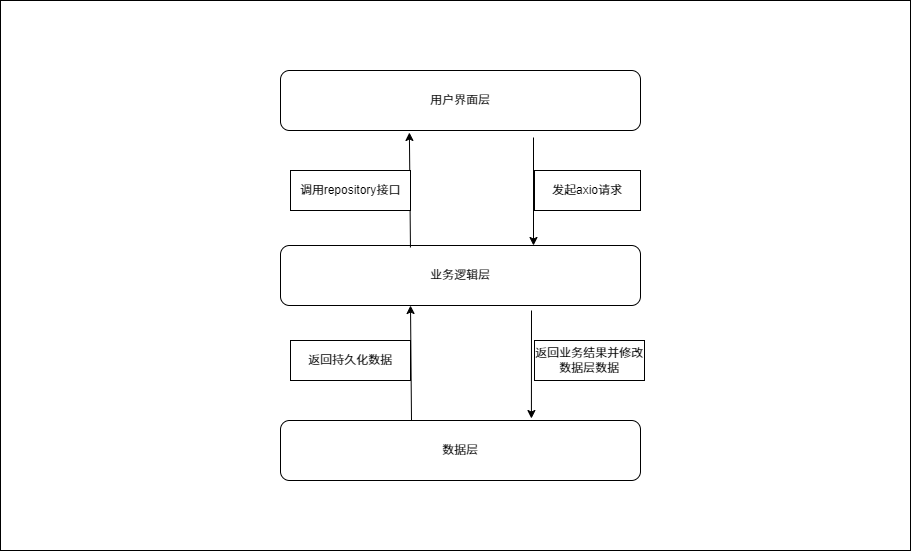 用户界面层
调用repository接口
发起axio请求
业务逻辑层
返回持久化数据
返回业务结果并修改
数据层数据
数据层